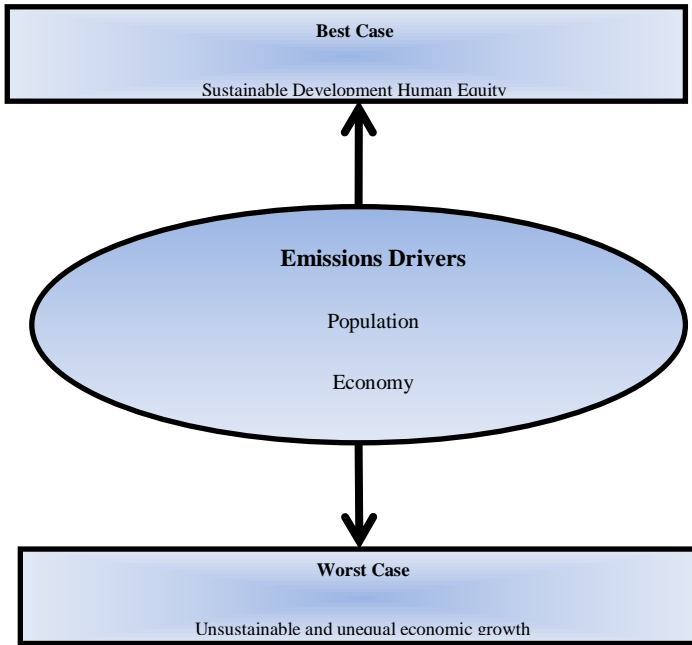 Best Case
Sustainable Development Human Equity
Emissions Drivers
Population
Economy
Worst Case
Unsustainable and unequal economic growth